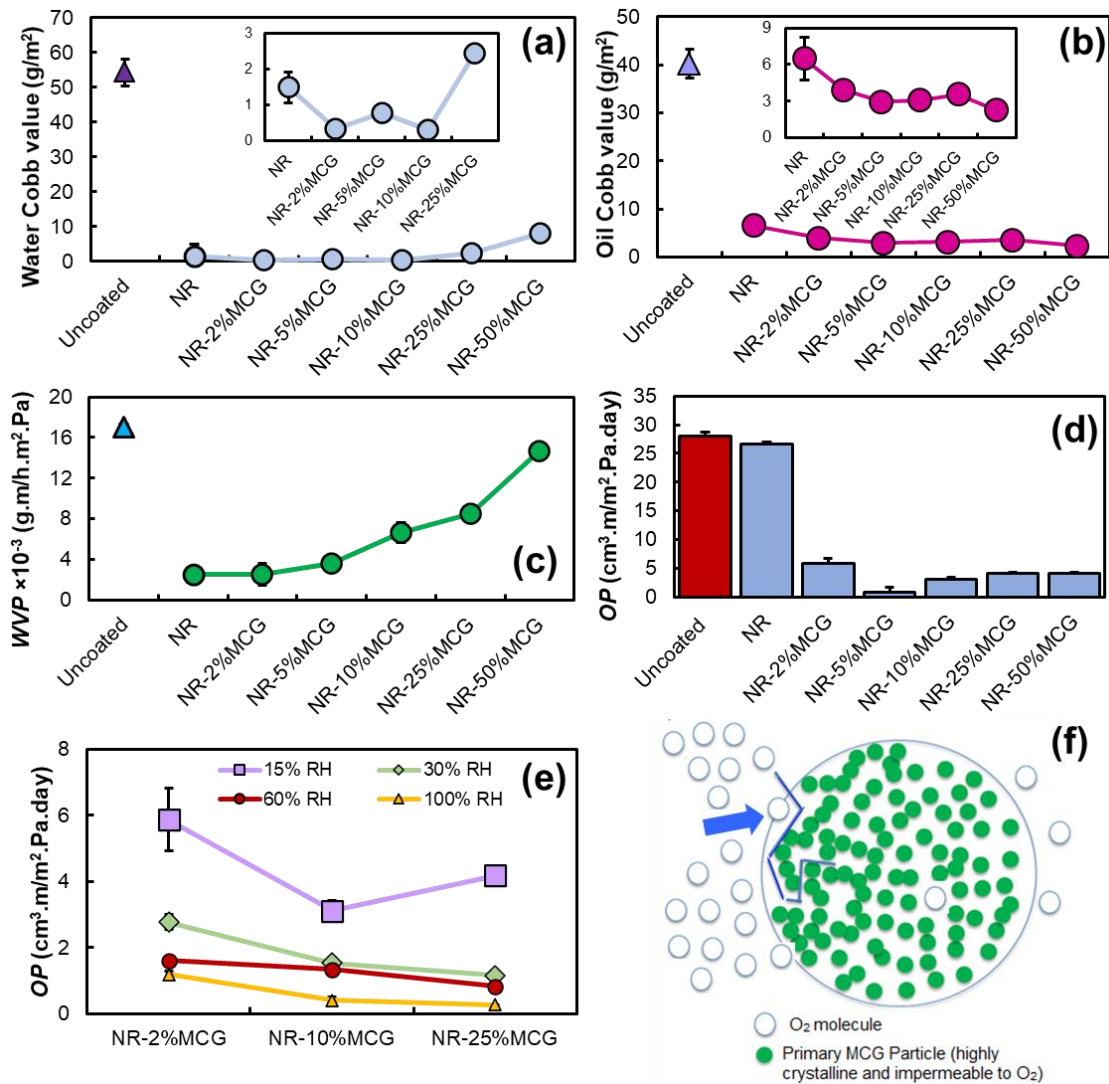 (a)
Water Cobb value (g/m²)
70
60
50
40
30
20
10
0
3
2
1
0
NR
NR-2%MCG
NR-5%MCG
NR-10%MCG
NR-25%MCG
Uncoated
NR
NR-2%MCG
NR-5%MCG
NR-10%MCG
NR-25%MCG
NR-50%MCG
(b)
Oil Cobb value (g/m²)
50
40
30
20
10
0
9
6
3
0
NR
NR-2%MCG
NR-5%MCG
NR-10%MCG
NR-25%MCG
NR-50%MCG
Uncoated
NR
NR-2%MCG
NR-5%MCG
NR-10%MCG
NR-25%MCG
NR-50%MCG
(c)
WVP ×10⁻³ (g.m/h.m².Pa)
20
16
12
8
4
0
Uncoated
NR
NR-2%MCG
NR-5%MCG
NR-10%MCG
NR-25%MCG
NR-50%MCG
(d)
OP (cm³.m/m².Pa.day)
35
30
25
20
15
10
5
0
Uncoated
NR
NR-2%MCG
NR-5%MCG
NR-10%MCG
NR-25%MCG
NR-50%MCG
(e)
OP (cm³.m/m².Pa.day)
8
6
4
2
0
15% RH
30% RH
60% RH
100% RH
NR-2%MCG
NR-10%MCG
NR-25%MCG
(f)
O₂ molecule
Primary MCG Particle (highly
crystalline and impermeable to O₂)